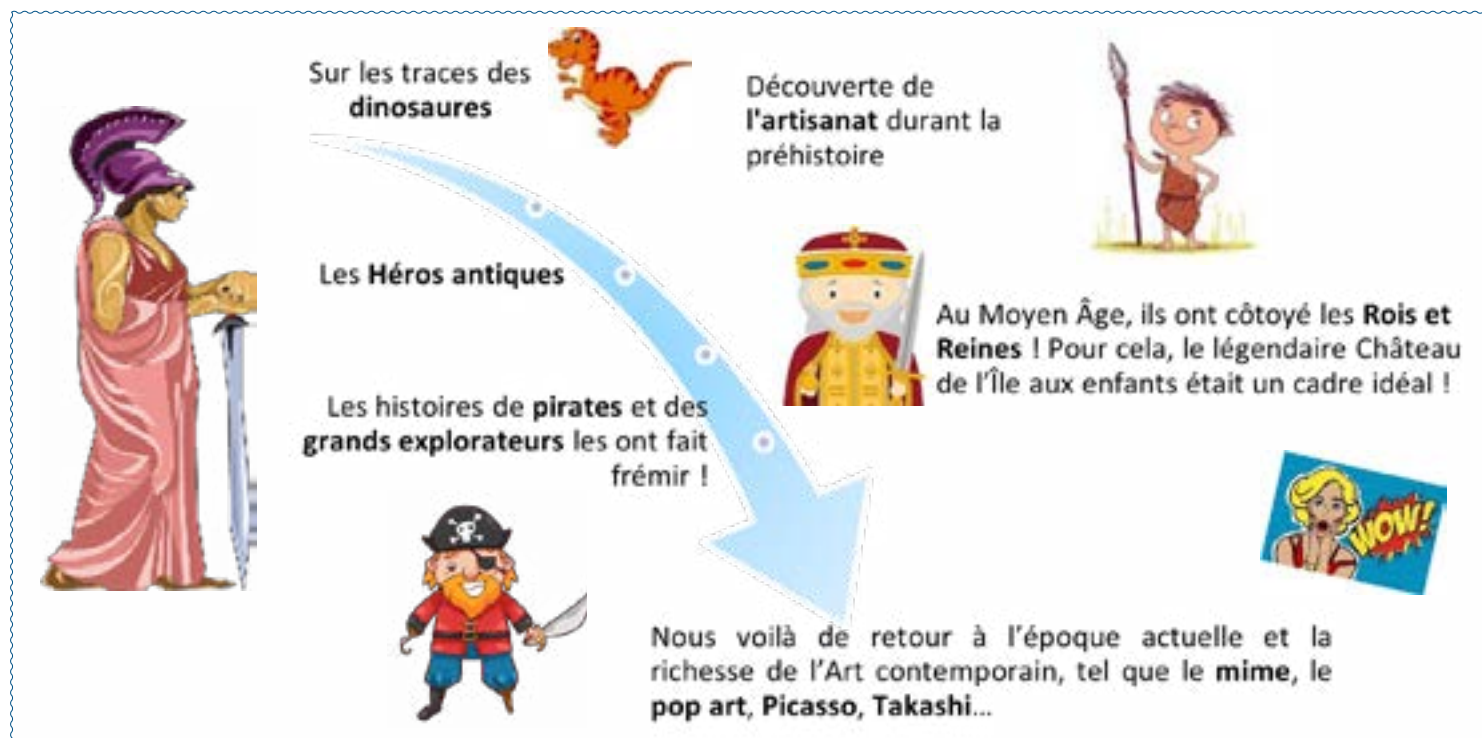 Sur les traces des
dinosaures
Découverte de
l'artisanat durant la
préhistoire
Les Héros antiques
Au Moyen Âge, ils ont côtoyé les Rois et
Reines ! Pour cela, le légendaire Château
de l'Île aux enfants était un cadre idéal !
Les histoires de pirates et des
grands explorateurs les ont fait
frémir !
WOW!
Nous voilà de retour à l'époque actuelle et la
richesse de l'Art contemporain, tel que le mime, le
pop art, Picasso, Takashi...